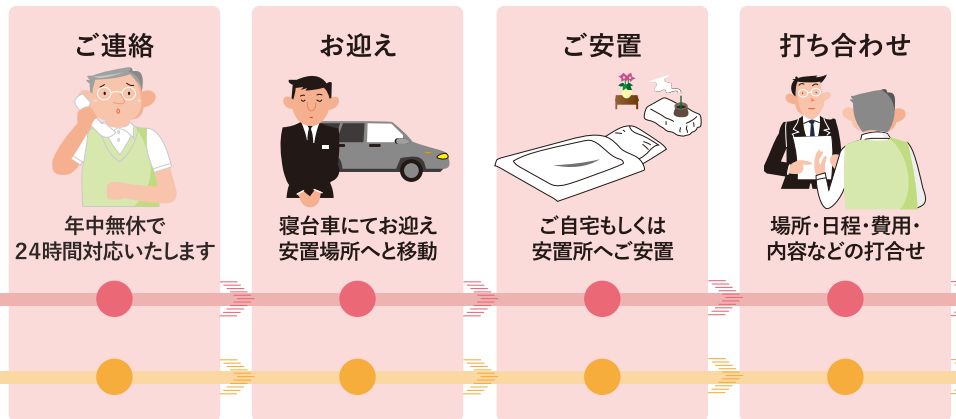 ご連絡
年中無休で
24時間対応いたします
お迎え
寝台車にてお迎え
安置場所へと移動
ご安置
ご自宅もしくは
安置所へご安置
打ち合わせ
場所・日程・費用・
内容などの打合せ